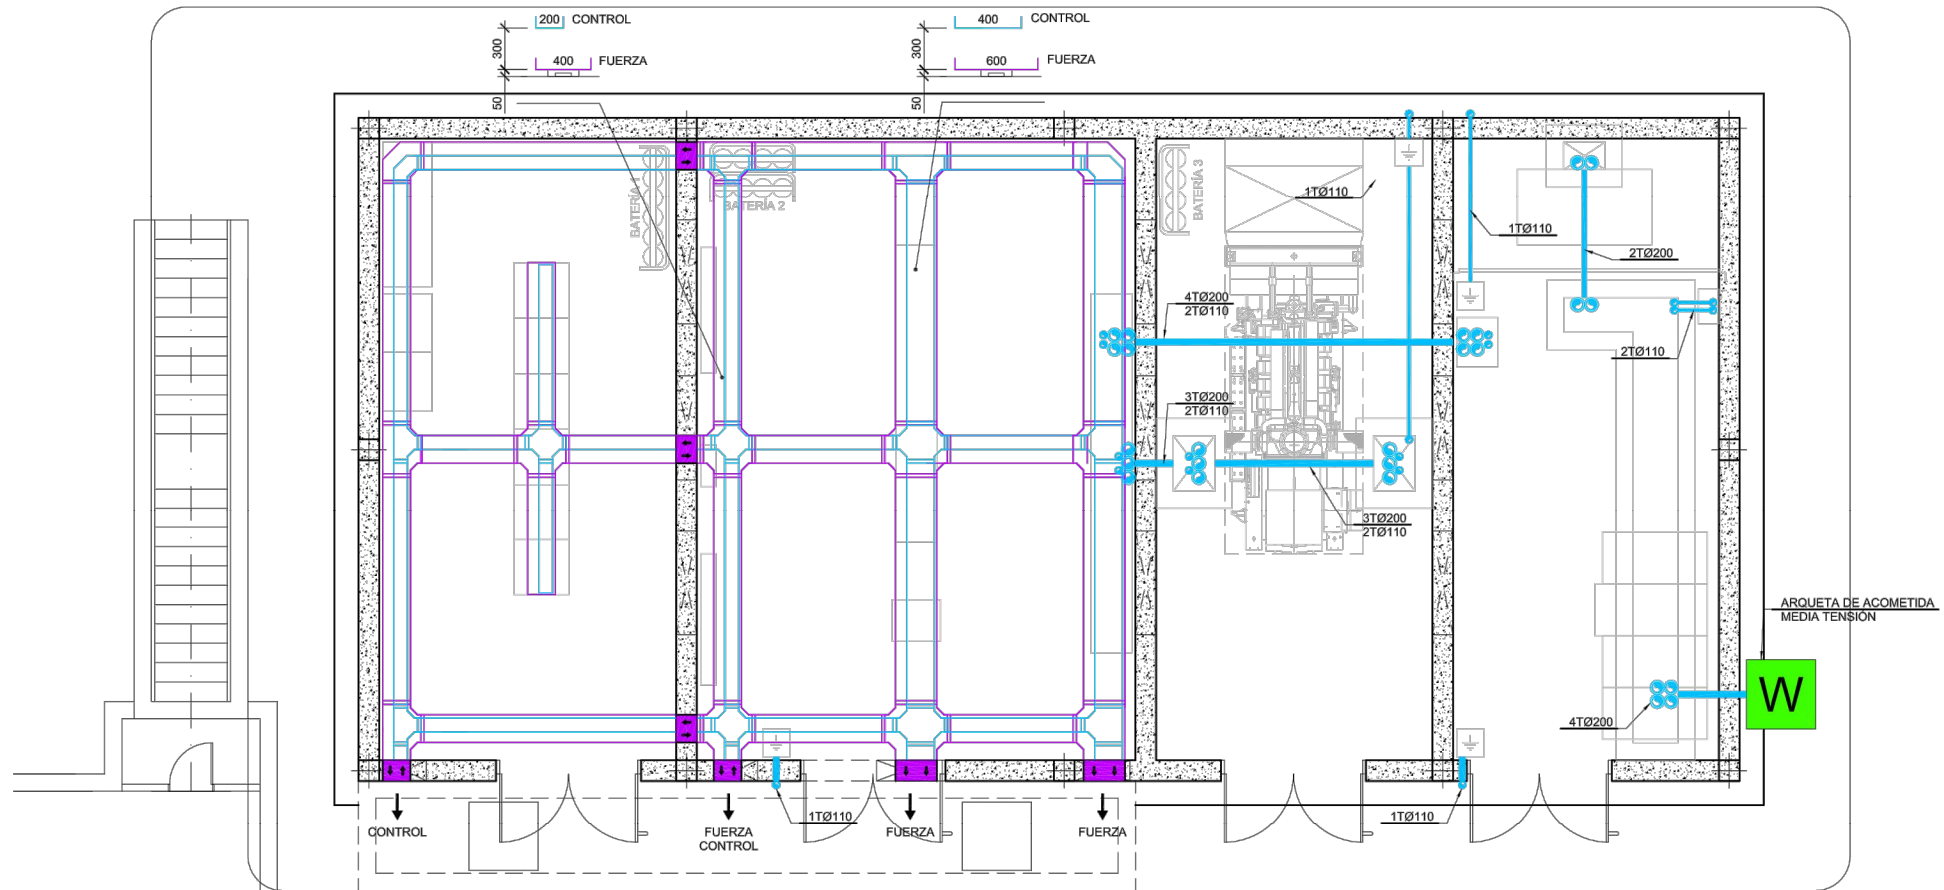 200 CONTROL
300
400 FUERZA
50
400 CONTROL
300
600 FUERZA
50
BATERÍA 1
BATERÍA 2
BATERÍA 3
1TØ110
1TØ110
2TØ200
4TØ200
2TØ110
2TØ110
3TØ200
2TØ110
3TØ200
2TØ110
ARQUETA DE ACOMETIDA
MEDIA TENSIÓN
W
4TØ200
1TØ110
1TØ110
CONTROL
FUERZA
CONTROL
FUERZA
FUERZA